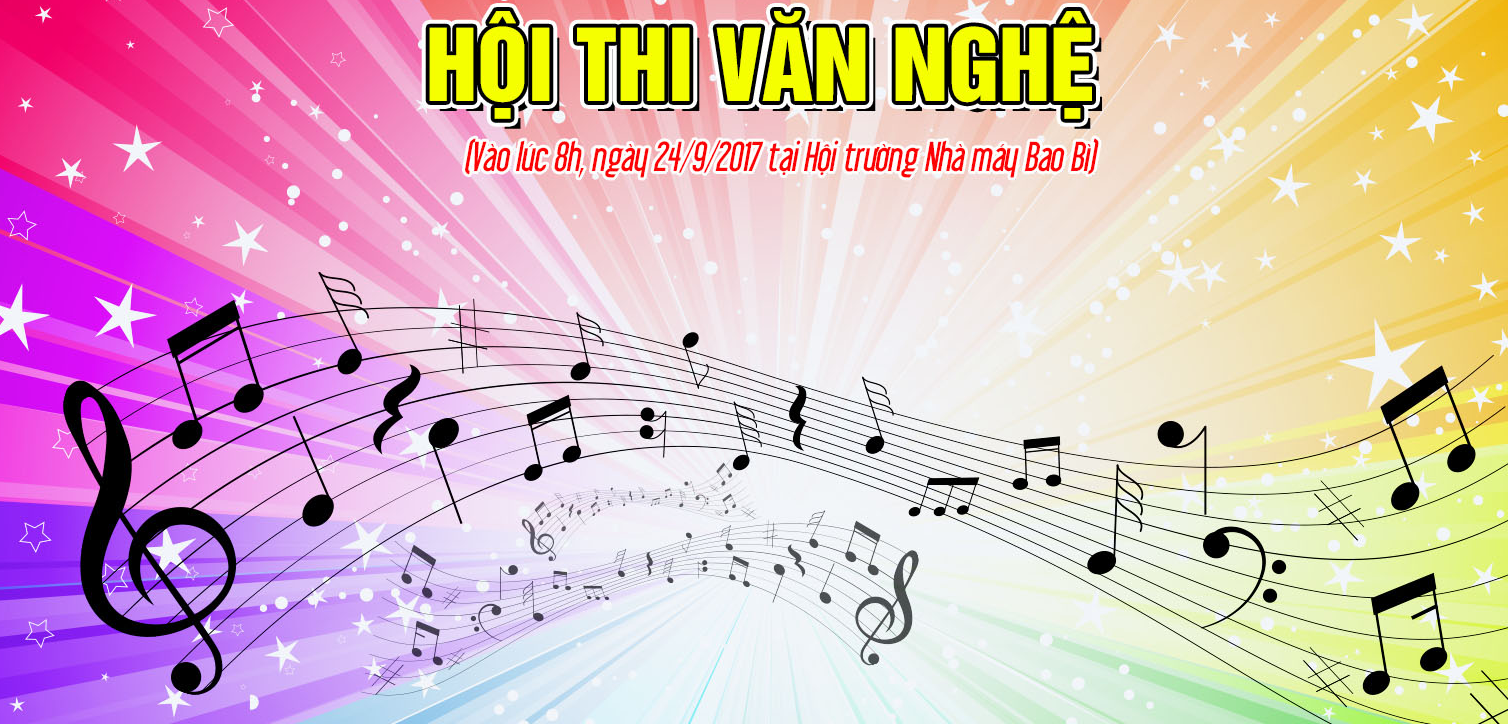 HỘI THI VĂN NGHỆ
(Vào lúc 8h, ngày 24/9/2017 tại Hội trường Nhà máy Bao Bì)